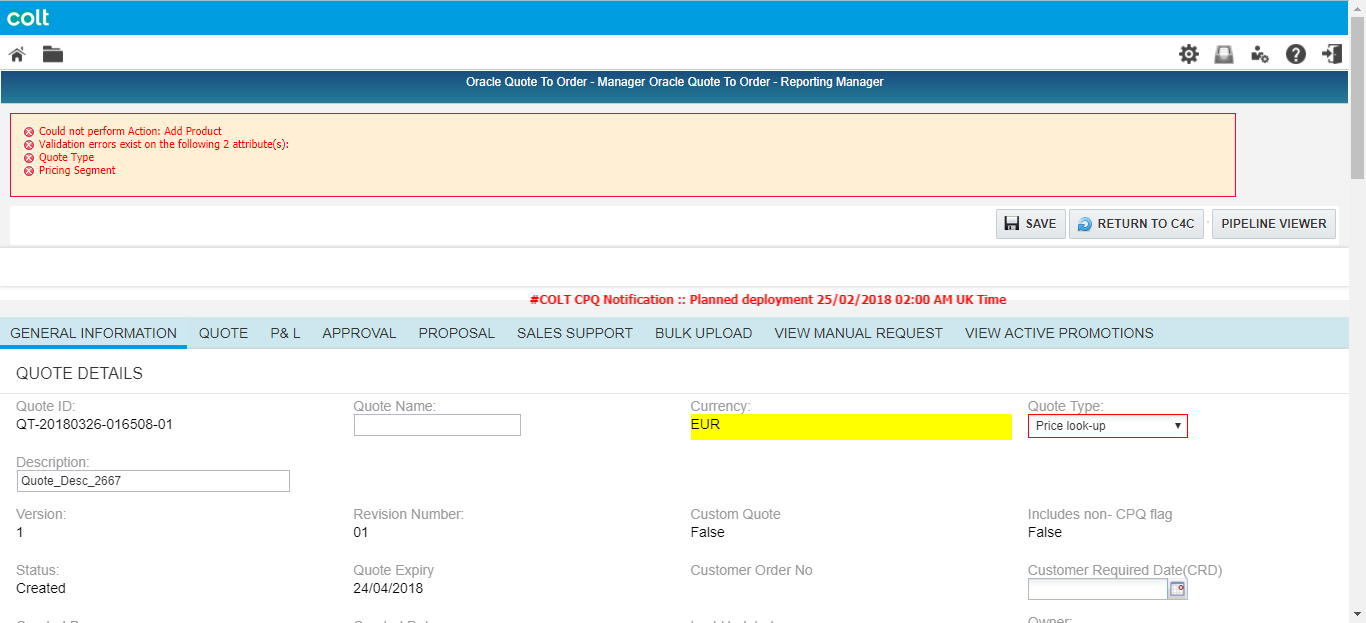 colt
Oracle Quote To Order - Manager Oracle Quote To Order - Reporting Manager
Could not perform Action: Add Product
Validation errors exist on the following 2 attribute(s):
Quote Type
Pricing Segment
SAVE RETURN TO C4C PIPELINE VIEWER
#COLT CPQ Notification :: Planned deployment 25/02/2018 02:00 AM UK Time
GENERAL INFORMATION QUOTE P& L APPROVAL PROPOSAL SALES SUPPORT BULK UPLOAD VIEW MANUAL REQUEST VIEW ACTIVE PROMOTIONS
QUOTE DETAILS
Quote ID: Quote Name: Currency: Quote Type:
QT-20180326-016508-01 EUR Price look-up
Description:
Quote_Desc_2667
Version: Revision Number: Custom Quote Includes non- CPQ flag
1 01 False False
Status: Quote Expiry Customer Order No Customer Required Date(CRD)
Created 24/04/2018
Owner: